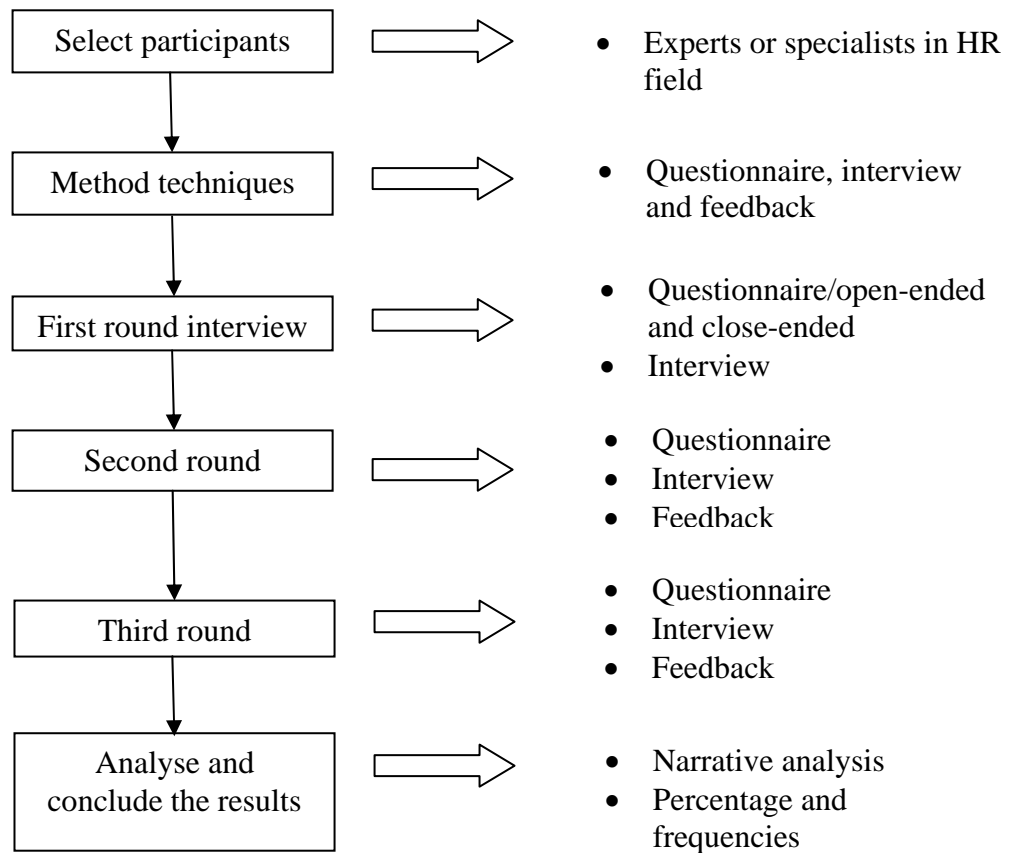 Select participants
• Experts or specialists in HR
field
Method techniques
• Questionnaire, interview
and feedback
First round interview
• Questionnaire/open-ended
and close-ended
• Interview
Second round
• Questionnaire
• Interview
• Feedback
Third round
• Questionnaire
• Interview
• Feedback
Analyse and
conclude the results
• Narrative analysis
• Percentage and
frequencies